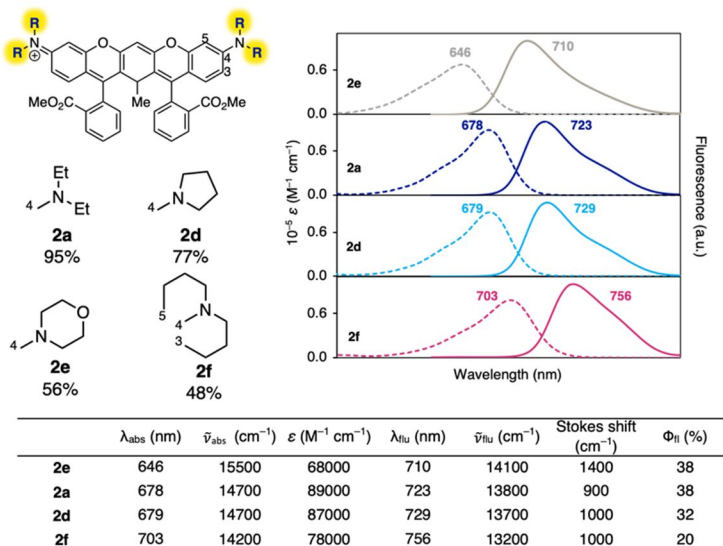 R
R
N
⊕
O
O
5
N
R
R
4
3
MeO₂C
Me
CO₂Me
Et
4
N
Et
2a
95%
4
N
2d
77%
4
N
O
2e
56%
5
4
N
3
2f
48%
10⁻⁵ ε (M⁻¹ cm⁻¹)
0.6
0.0
2e
646
710
0.6
0.0
2a
678
723
0.6
0.0
2d
679
729
0.6
0.0
2f
703
756
Wavelength (nm)
Fluorescence (a.u.)
λabs (nm) ṽabs (cm⁻¹) ε (M⁻¹ cm⁻¹) λflu (nm) ṽflu (cm⁻¹) Stokes shift (cm⁻¹) Φfl (%)
2e 646 15500 68000 710 14100 1400 38
2a 678 14700 89000 723 13800 900 38
2d 679 14700 87000 729 13700 1000 32
2f 703 14200 78000 756 13200 1000 20